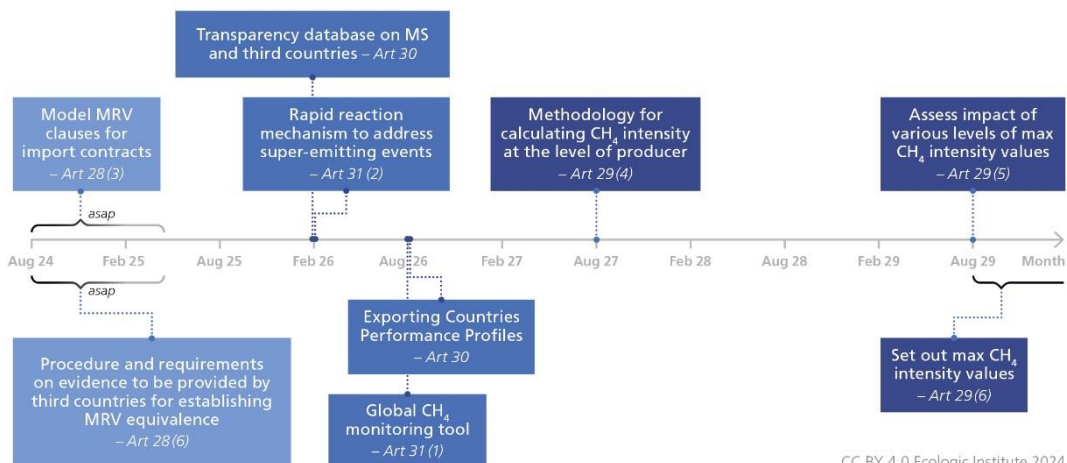 Transparency database on MS
and third countries – Art 30
Model MRV
clauses for
import contracts
– Art 28(3)
Rapid reaction
mechanism to address
super-emitting events
– Art 31(2)
Methodology for
calculating CH₄ intensity
at the level of producer
– Art 29(4)
Assess impact of
various levels of max
CH₄ intensity values
– Art 29(5)
asap
Aug 24 Feb 25 Aug 25 Feb 26 Aug 26 Feb 27 Aug 27 Feb 28 Aug 28 Feb 29 Aug 29 Month
asap
Procedure and requirements
on evidence to be provided by
third countries for establishing
MRV equivalence
– Art 28(6)
Exporting Countries
Performance Profiles
– Art 30
Global CH₄
monitoring tool
– Art 31(1)
Set out max CH₄
intensity values
– Art 29(6)
CC BY 4.0 Ecologic Institute 2024